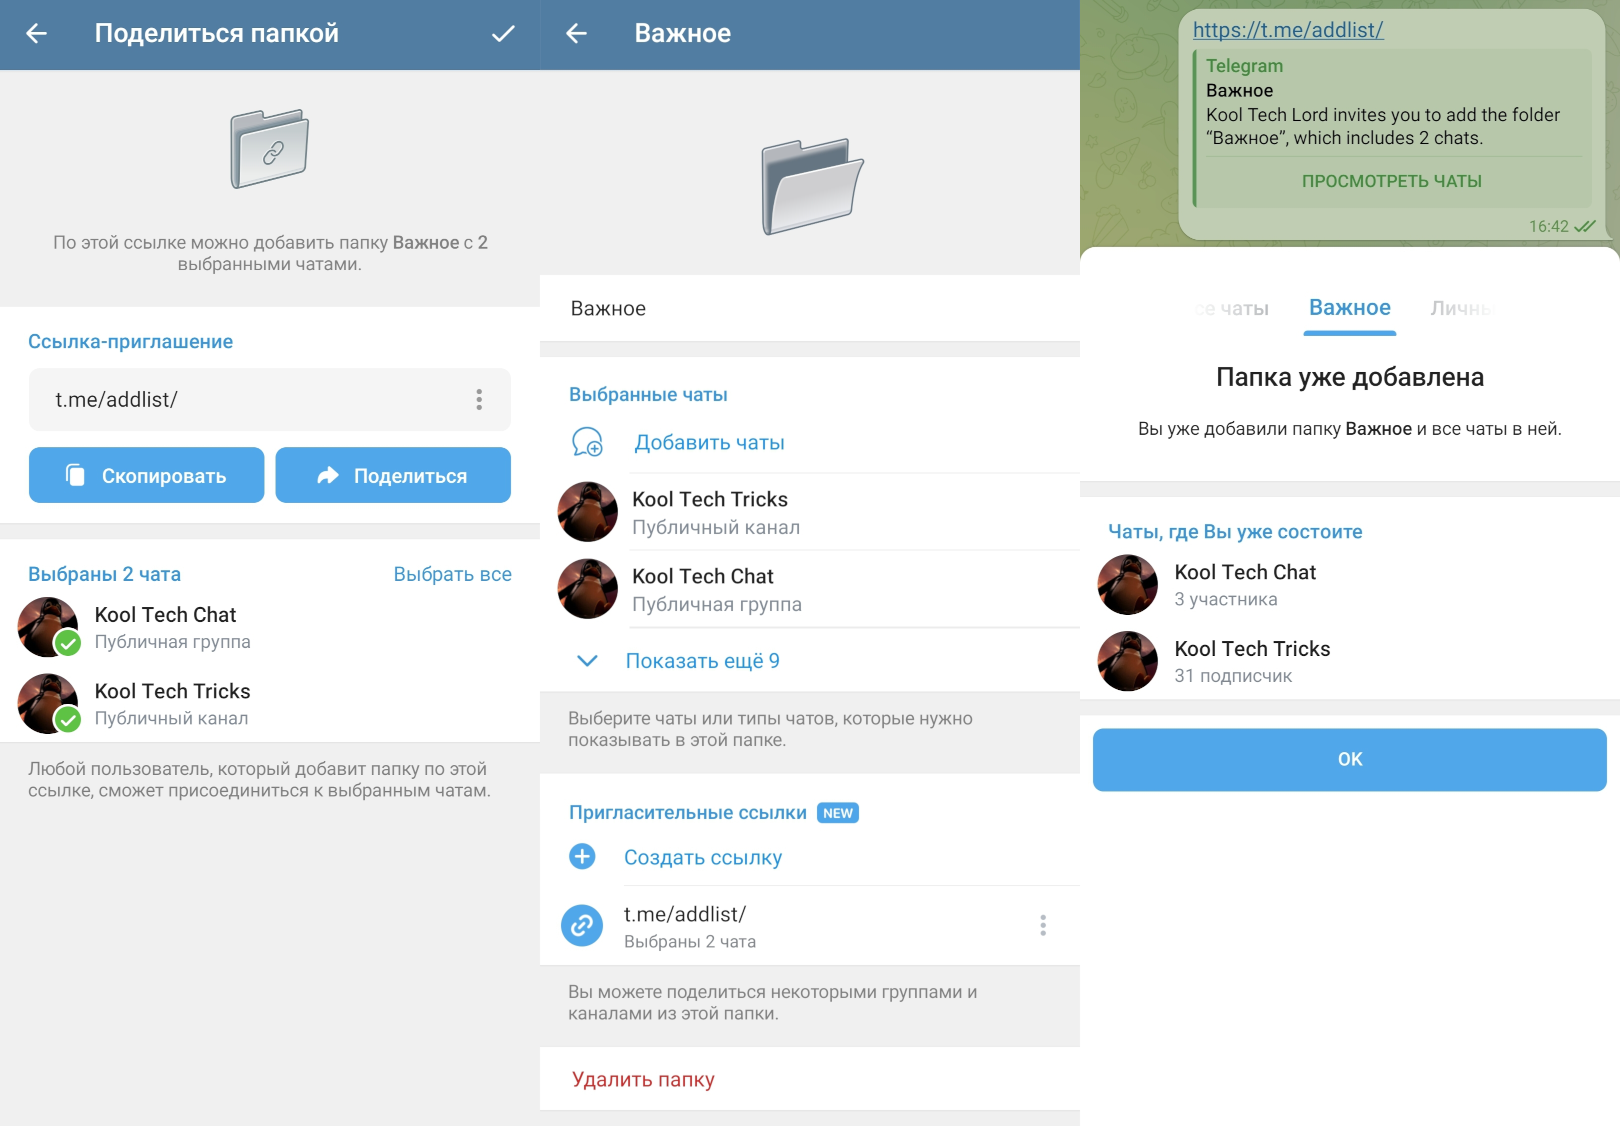 Поделиться папкой
По этой ссылке можно добавить папку Важное с 2
выбранными чатами.
Ссылка-приглашение
t.me/addlist/
Скопировать
Поделиться
Выбраны 2 чата
Выбрать все
Kool Tech Chat
Публичная группа
Kool Tech Tricks
Публичный канал
Любой пользователь, который добавит папку по этой
ссылке, сможет присоединиться к выбранным чатам.
Важное
Важное
Выбранные чаты
Добавить чаты
Kool Tech Tricks
Публичный канал
Kool Tech Chat
Публичная группа
Показать ещё 9
Выберите чаты или типы чатов, которые нужно
показывать в этой папке.
Пригласительные ссылки NEW
Создать ссылку
t.me/addlist/
Выбраны 2 чата
Вы можете поделиться некоторыми группами и
каналами из этой папки.
Удалить папку
https://t.me/addlist/
Telegram
Важное
Kool Tech Lord invites you to add the folder
“Важное”, which includes 2 chats.
ПРОСМОТРЕТЬ ЧАТЫ
16:42
се чаты
Важное
Личн
Папка уже добавлена
Вы уже добавили папку Важное и все чаты в ней.
Чаты, где Вы уже состоите
Kool Tech Chat
3 участника
Kool Tech Tricks
31 подписчик
OK